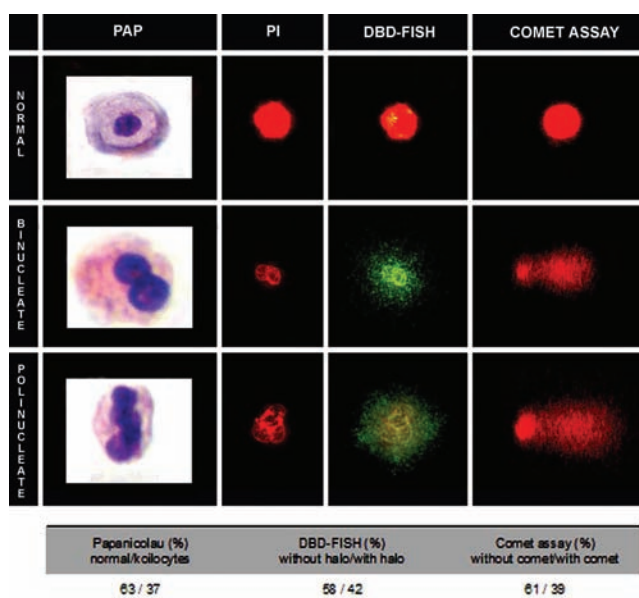 PAP PI DBD-FISH COMET ASSAY
NORMAL
BINUCLEATE
POLINUCLEATE
Papanicolau (%) DBD-FISH (%) Comet assay (%)
normal/koilocytes without halo/with halo without comet/with comet
63 / 37 58 / 42 61 / 39